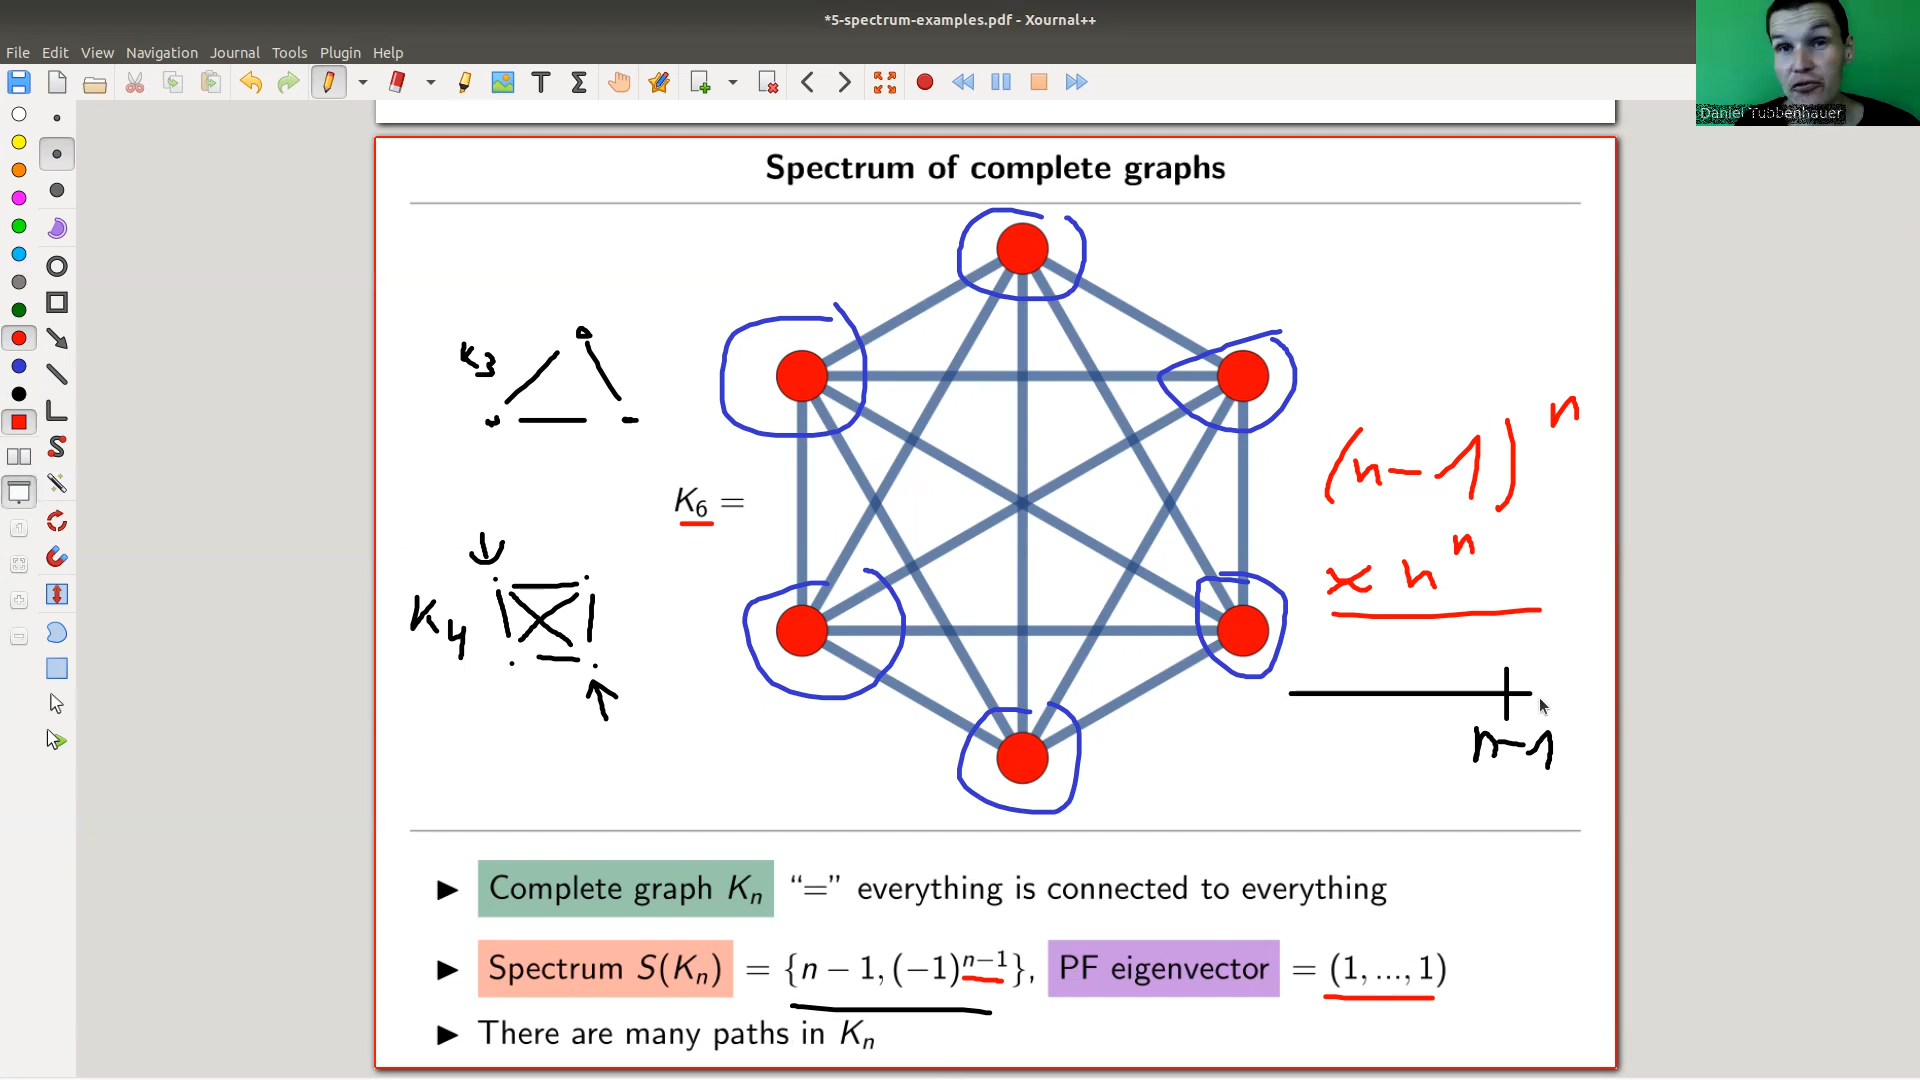 *5-spectrum-examples.pdf - Xournal++
File Edit View Navigation Journal Tools Plugin Help
Daniel Tubbenhauer
Spectrum of complete graphs
K3
K6 =
(n-1)^n
≍ n^n
K4
n-1
▶ Complete graph Kn “=” everything is connected to everything
▶ Spectrum S(Kn) = {n − 1, (−1)^{n−1}}, PF eigenvector = (1, ..., 1)
▶ There are many paths in Kn